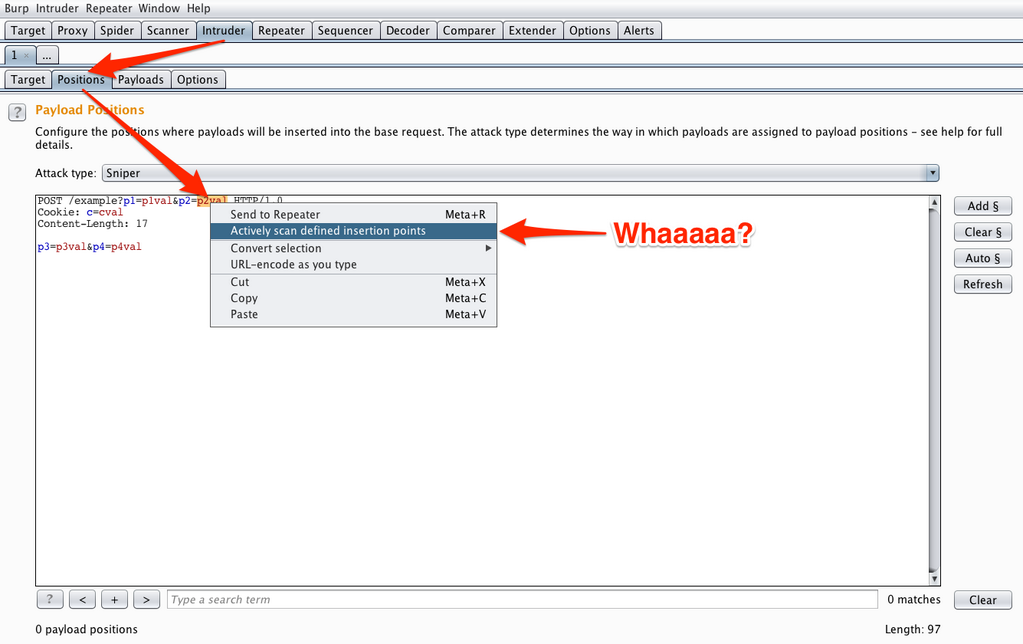 Burp Intruder Repeater Window Help
Target Proxy Spider Scanner Intruder Repeater Sequencer Decoder Comparer Extender Options Alerts
1 × ...
Target Positions Payloads Options
? Payload Positions
Configure the positions where payloads will be inserted into the base request. The attack type determines the way in which payloads are assigned to payload positions – see help for full
details.
Attack type: Sniper
POST /example?p1=p1val&p2=p2val HTTP/1.0
Cookie: c=cval
Content-Length: 17
p3=p3val&p4=p4val
Send to Repeater Meta+R
Actively scan defined insertion points
Convert selection
URL-encode as you type
Cut Meta+X
Copy Meta+C
Paste Meta+V
Whaaaaa?
Add §
Clear §
Auto §
Refresh
? < + > Type a search term 0 matches Clear
0 payload positions Length: 97